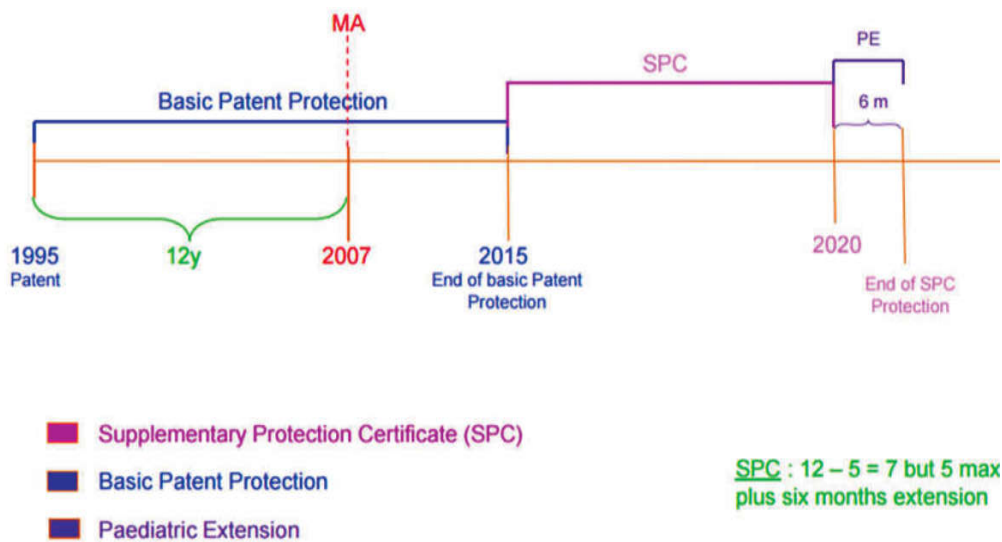 MA
PE
SPC
6 m
Basic Patent Protection
12y
1995
Patent
2007
2015
End of basic Patent
Protection
2020
End of SPC
Protection
Supplementary Protection Certificate (SPC)
Basic Patent Protection
Paediatric Extension
SPC : 12 – 5 = 7 but 5 max
plus six months extension